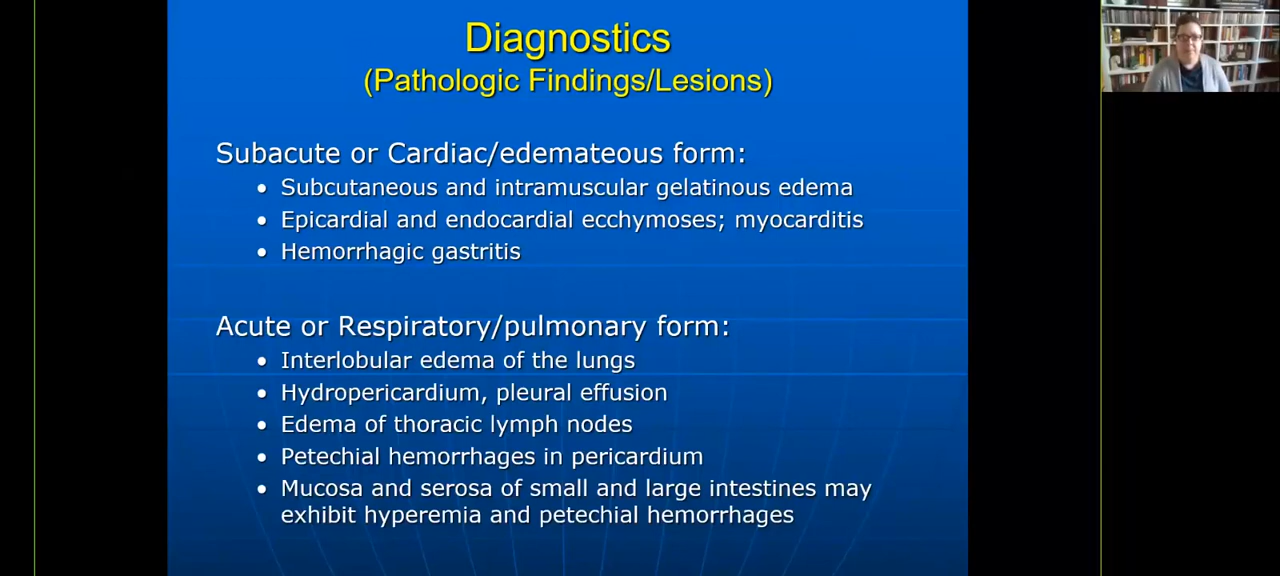 Diagnostics
(Pathologic Findings/Lesions)
Subacute or Cardiac/edemateous form:
• Subcutaneous and intramuscular gelatinous edema
• Epicardial and endocardial ecchymoses; myocarditis
• Hemorrhagic gastritis
Acute or Respiratory/pulmonary form:
• Interlobular edema of the lungs
• Hydropericardium, pleural effusion
• Edema of thoracic lymph nodes
• Petechial hemorrhages in pericardium
• Mucosa and serosa of small and large intestines may
exhibit hyperemia and petechial hemorrhages